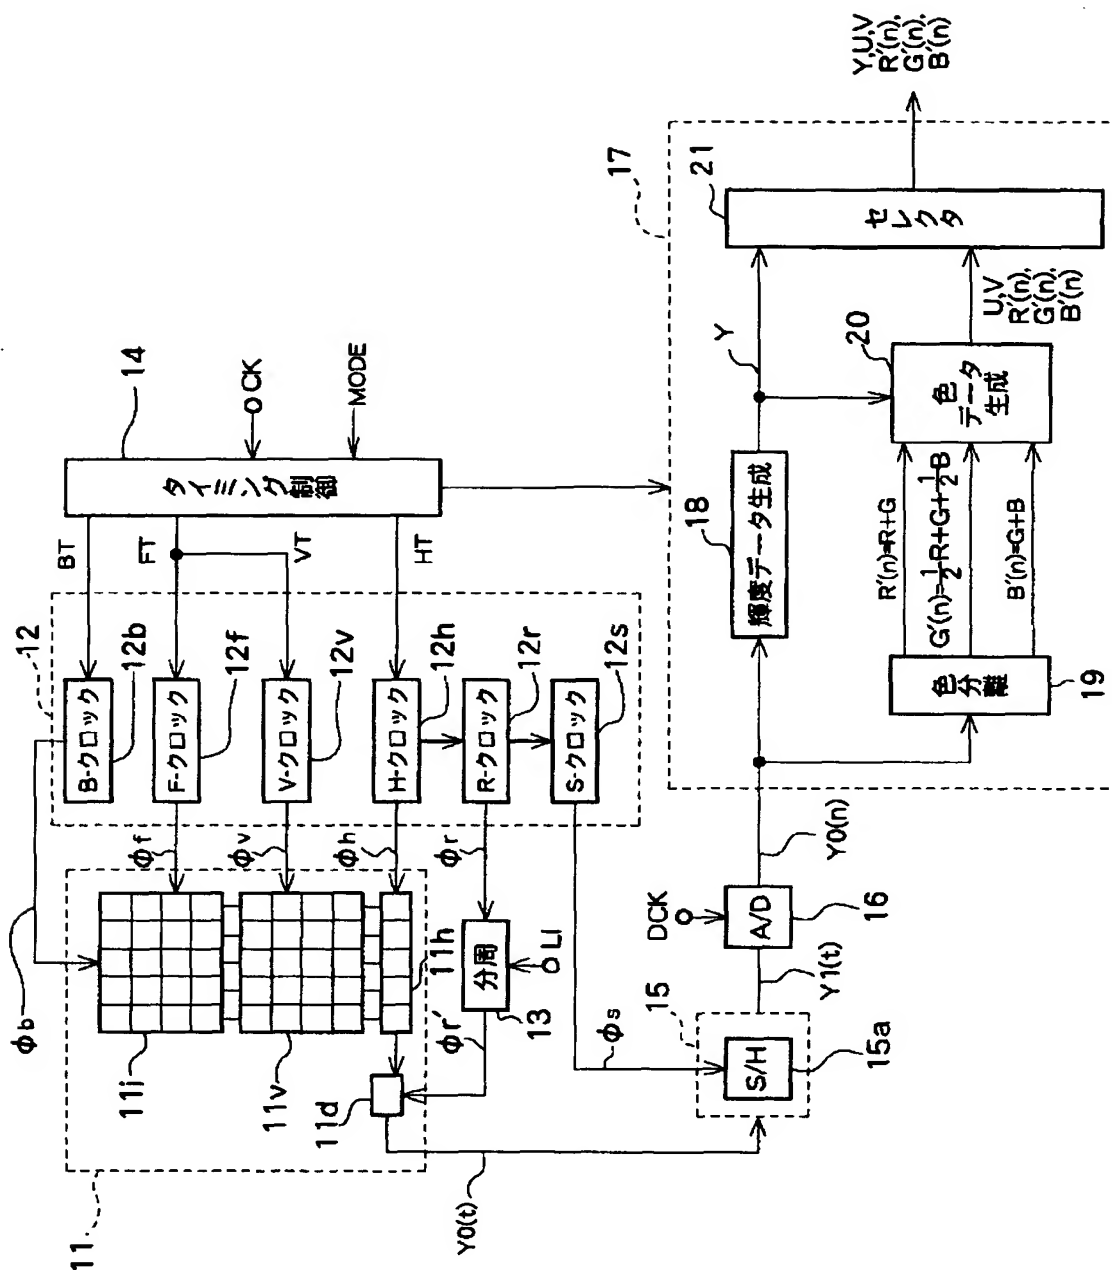 11
φb
φf
φv
φh
φr
φr'
11i
11v
11h
11d
Y0(t)
12
B-クロック
12b
F-クロック
12f
V-クロック
12v
H-クロック
12h
R-クロック
12r
S-クロック
12s
BT
FT
VT
HT
タイミング制御
14
CK
MODE
分周
13
LI
φs
15
S/H
15a
Y1(t)
DCK
A/D
16
Y0(n)
17
輝度データ生成
18
Y
色分離
19
R'(n)=R+G
G'(n)=1/2R+G+1/2B
B'(n)=G+B
色
データ
生成
20
U,V
R'(n),
G'(n),
B'(n)
セレクタ
21
Y,U,V
R'(n),
G'(n),
B'(n)